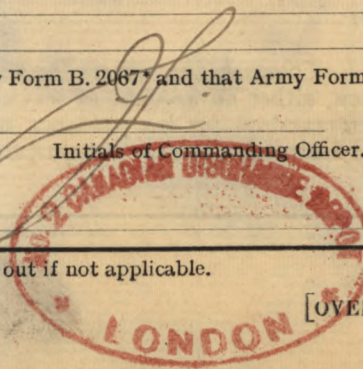 Form B. 2067* and that Army Form
Initials of Commanding Officer.
NO. 2 CANADIAN DISCHARGE DEPOT
out if not applicable.
[OVER
LONDON